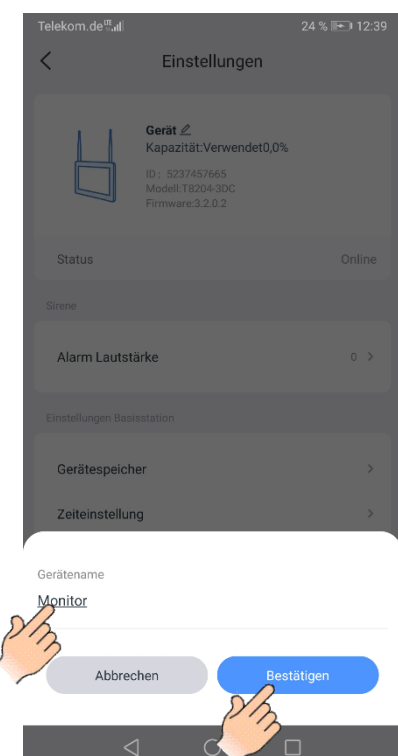 Telekom.de LTE 24 % 12:39
Einstellungen
Gerät
Kapazität:Verwendet0,0%
ID : 5237457665
Modell:T8204-3DC
Firmware:3.2.0.2
Status Online
Sirene
Alarm Lautstärke 0
Einstellungen Basisstation
Gerätespeicher
Zeiteinstellung
Gerätename
Monitor
Abbrechen Bestätigen